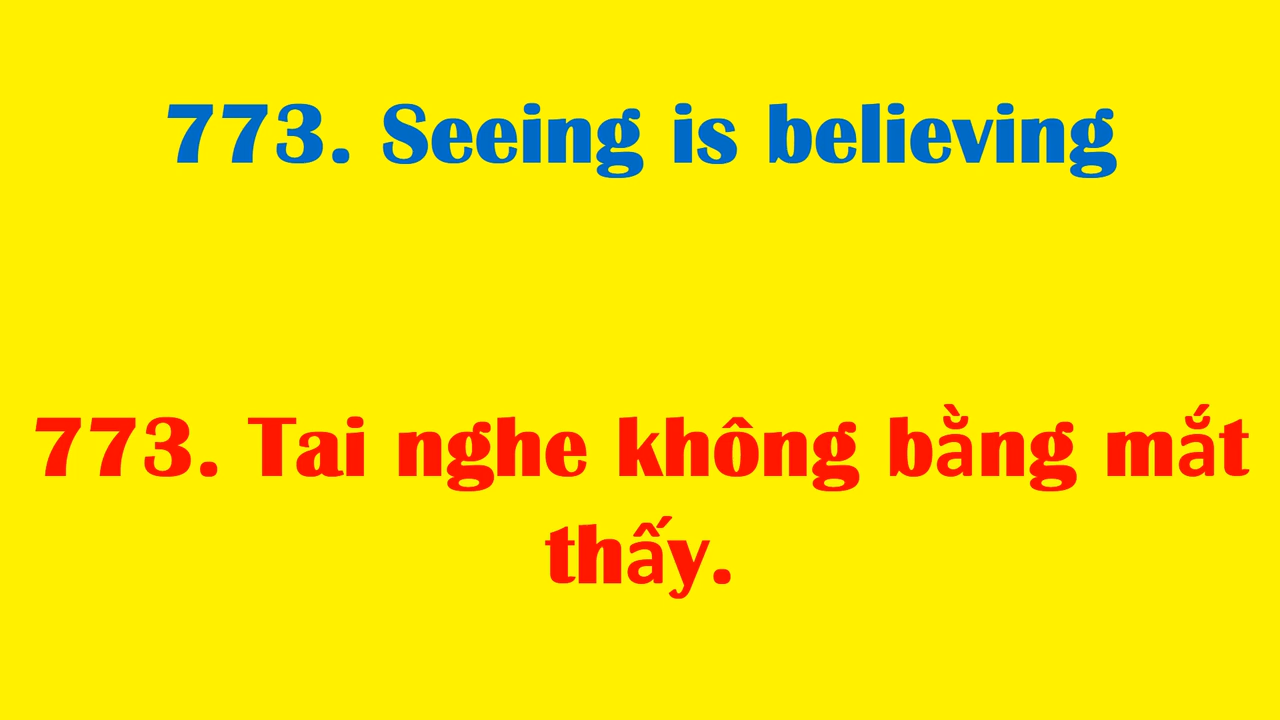 773. Seeing is believing
773. Tai nghe không bằng mắt
thấy.